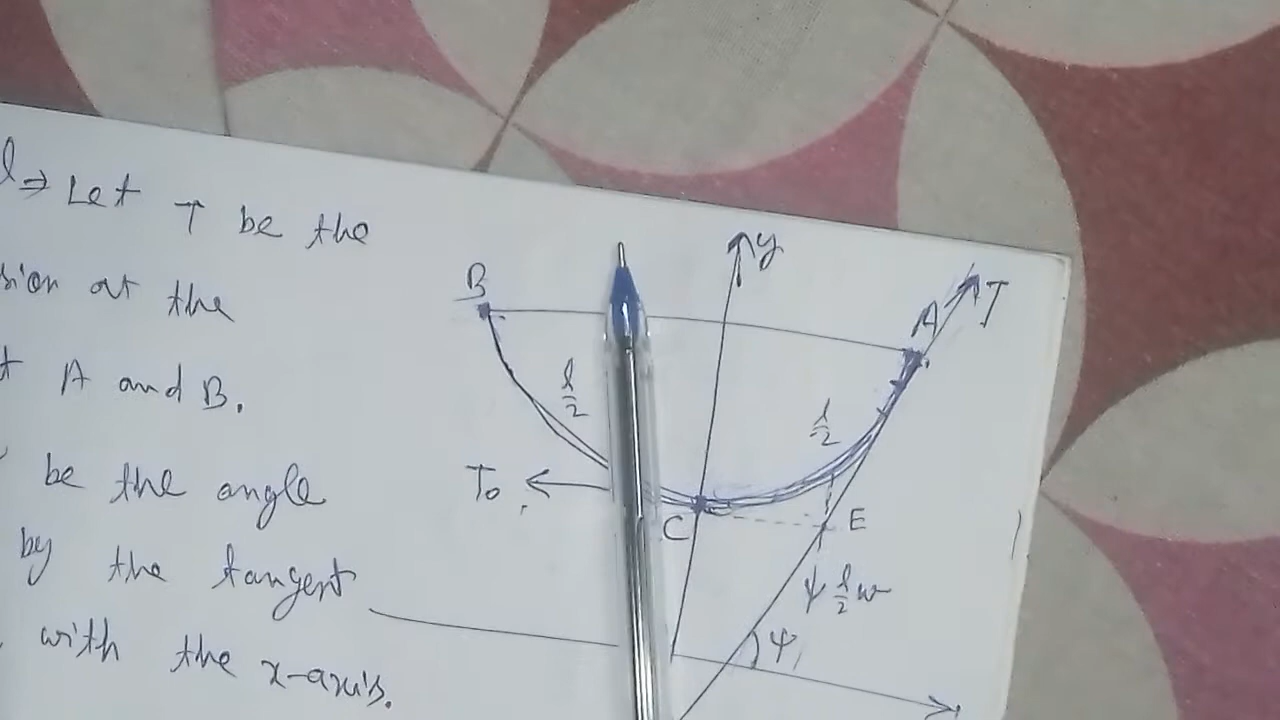 l ⇒ Let T be the
sion at the
t A and B.
be the angle
by the tangent
with the x-axis.
y
B
A T
l/2
l/2
To
C
E
l/2 w
ψ